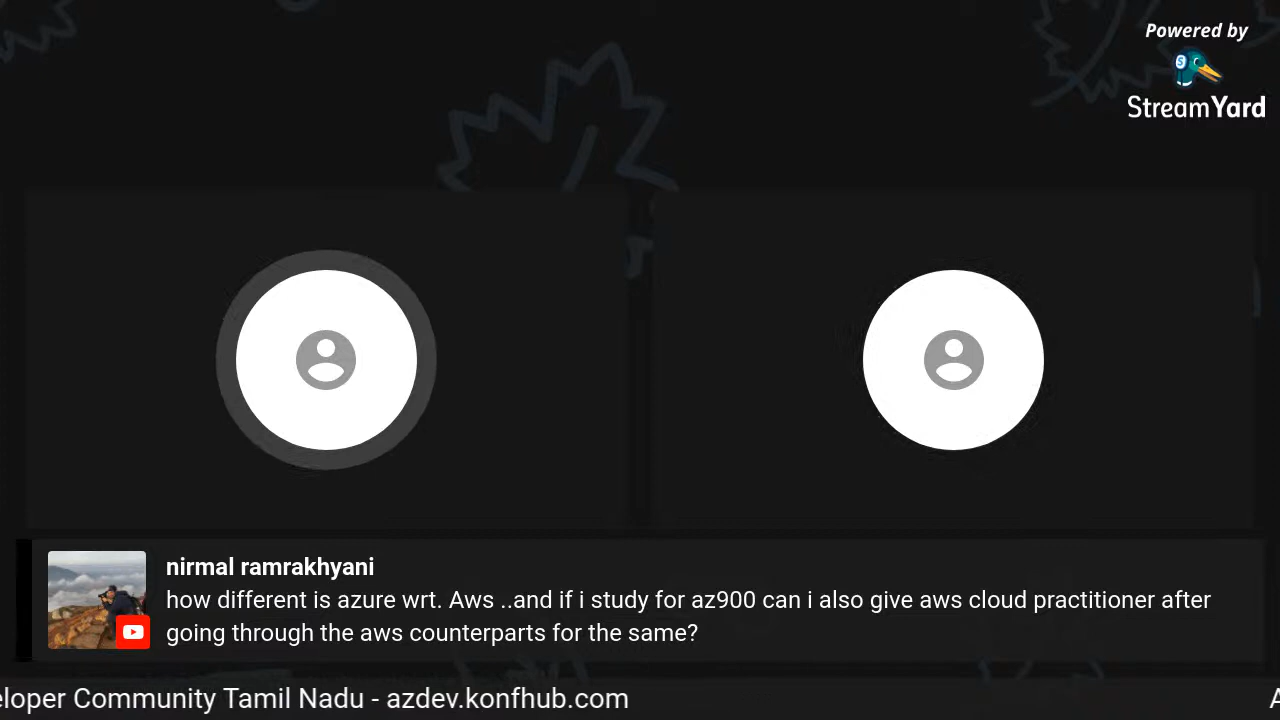 Powered by
StreamYard
nirmal ramrakhyani
how different is azure wrt. Aws ..and if i study for az900 can i also give aws cloud practitioner after
going through the aws counterparts for the same?
eloper Community Tamil Nadu - azdev.konfhub.com